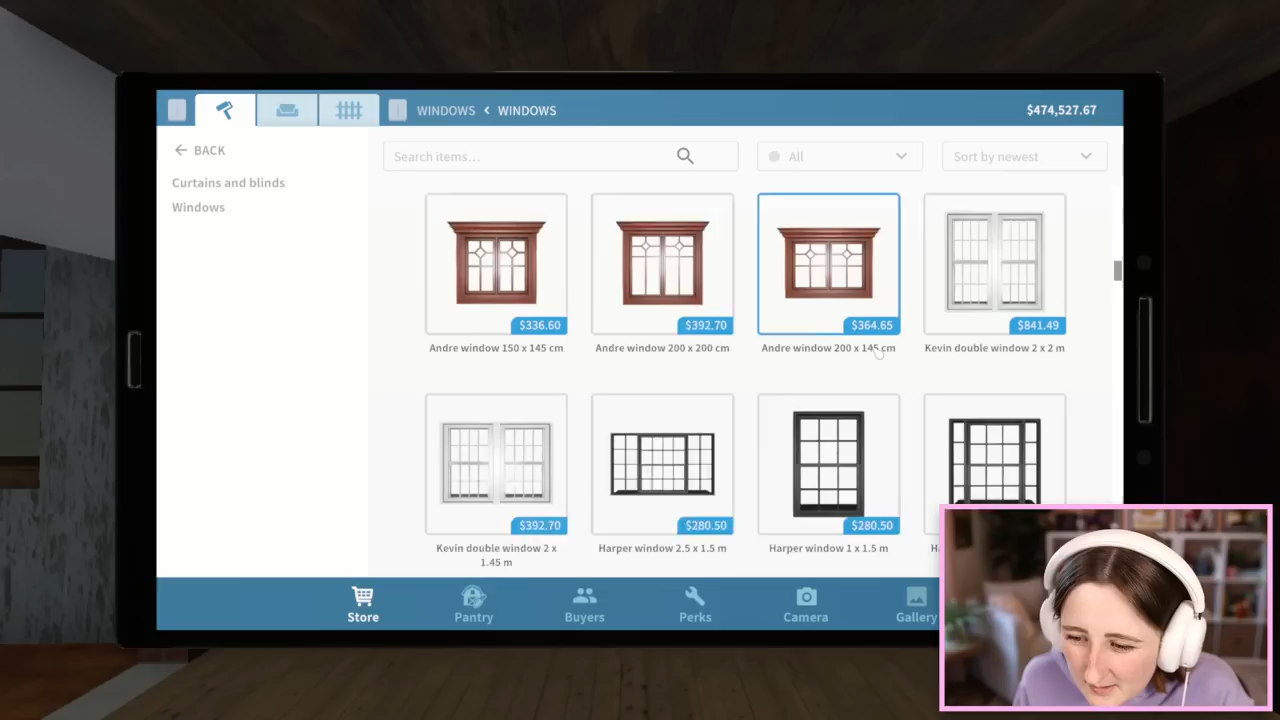 WINDOWS < WINDOWS
$474,527.67
BACK
Search items...
All
Sort by newest
Curtains and blinds
Windows
$336.60
$392.70
$364.65
$841.49
Andre window 150 x 145 cm
Andre window 200 x 200 cm
Andre window 200 x 145 cm
Kevin double window 2 x 2 m
$392.70
$280.50
$280.50
Kevin double window 2 x
1.45 m
Harper window 2.5 x 1.5 m
Harper window 1 x 1.5 m
Store
Pantry
Buyers
Perks
Camera
Gallery